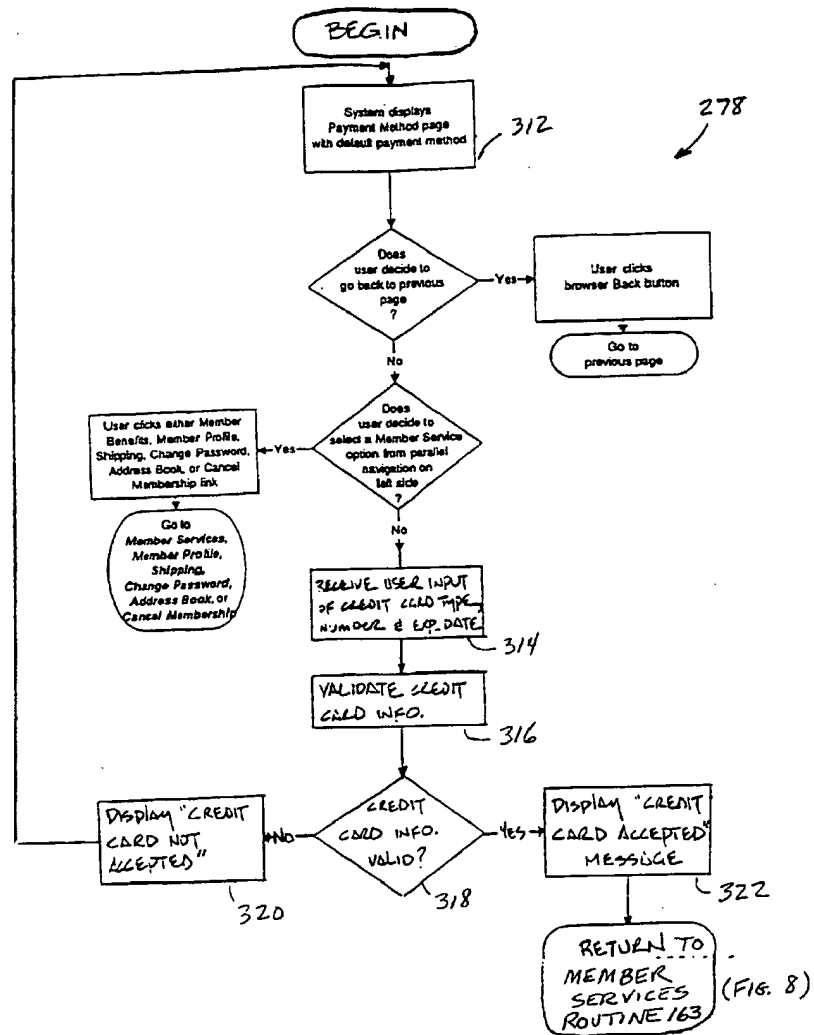 BEGIN
System displays
Payment Method page
with default payment method
312
278
Does
user decide to
go back to previous
page
?
Yes
User clicks
browser Back button
Go to
previous page
No
Does
user decide to
select a Member Service
option from parallel
navigation on
left side
?
Yes
User clicks either Member
Benefits, Member Profile,
Shipping, Change Password,
Address Book, or Cancel
Membership link
Go to
Member Services,
Member Profile,
Shipping,
Change Password,
Address Book, or
Cancel Membership
No
RECEIVE USER INPUT
OF CREDIT CARD TYPE,
NUMBER & EXP. DATE
314
VALIDATE CREDIT
CARD INFO.
316
CREDIT
CARD INFO.
VALID?
318
NO
DISPLAY "CREDIT
CARD NOT
ACCEPTED"
320
YES
DISPLAY "CREDIT
CARD ACCEPTED"
MESSAGE
322
RETURN TO
MEMBER
SERVICES
ROUTINE 163
(FIG. 8)